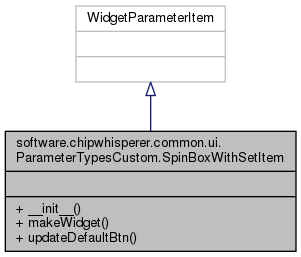 WidgetParameterItem
software.chipwhisperer.common.ui.
ParameterTypesCustom.SpinBoxWithSetItem
+ __init__()
+ makeWidget()
+ updateDefaultBtn()